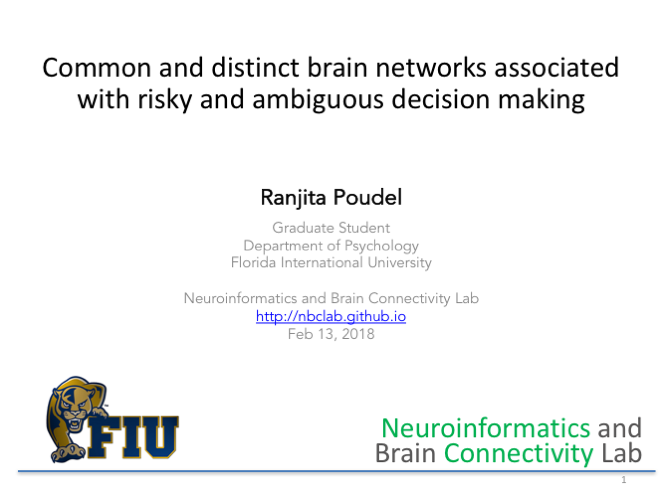 Common and distinct brain networks associated
with risky and ambiguous decision making
Ranjita Poudel
Graduate Student
Department of Psychology
Florida International University
Neuroinformatics and Brain Connectivity Lab
http://nbclab.github.io
Feb 13, 2018
FIU
Neuroinformatics and
Brain Connectivity Lab
1